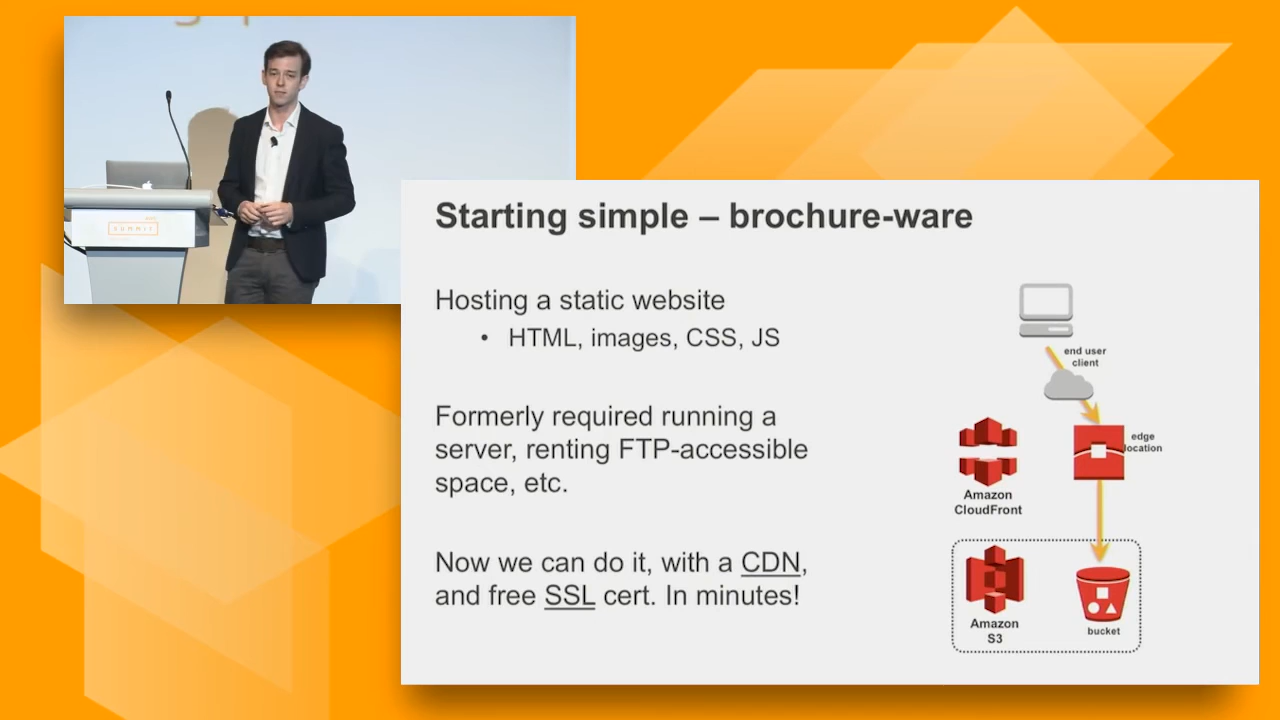 summit
Starting simple – brochure-ware
Hosting a static website
• HTML, images, CSS, JS
Formerly required running a
server, renting FTP-accessible
space, etc.
Now we can do it, with a CDN,
and free SSL cert. In minutes!
end user
client
edge
location
Amazon
CloudFront
Amazon
S3
bucket